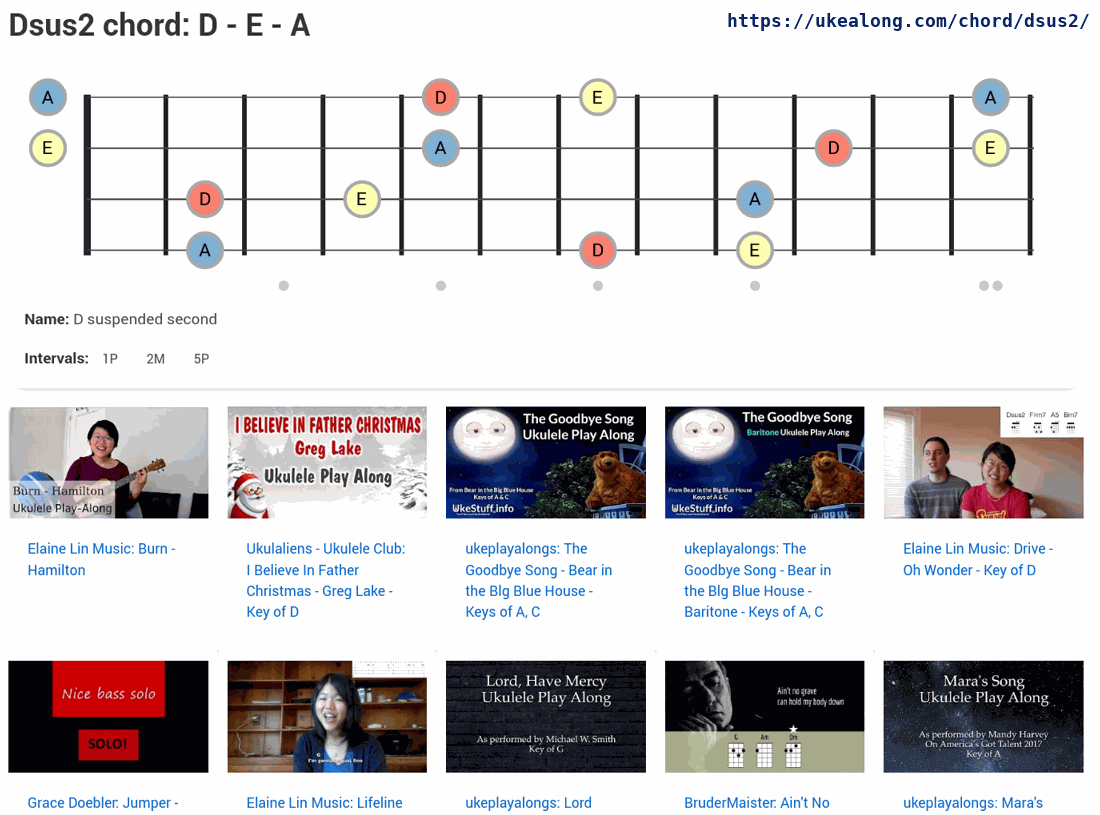 Dsus2 chord: D - E - A
https://ukealong.com/chord/dsus2/
A D E A
E A D E
D E A
A D E
Name: D suspended second
Intervals: 1P 2M 5P
Burn - Hamilton
Ukulele Play-Along
I BELIEVE IN FATHER CHRISTMAS
Greg Lake
Ukulele Play Along
The Goodbye Song
Ukulele Play Along
From Bear in the Big Blue House
Keys of A & C
UkeStuff.info
The Goodbye Song
Baritone Ukulele Play Along
From Bear in the Big Blue House
Keys of A & C
UkeStuff.info
Dsus2 F#m7 A5 Bm7
Elaine Lin Music: Burn -
Hamilton
Ukulaliens - Ukulele Club:
I Believe In Father
Christmas - Greg Lake -
Key of D
ukeplayalongs: The
Goodbye Song - Bear in
the BIg Blue House -
Keys of A, C
ukeplayalongs: The
Goodbye Song - Bear in
the BIg Blue House -
Baritone - Keys of A, C
Elaine Lin Music: Drive -
Oh Wonder - Key of D
Nice bass solo
SOLO!
I'm gonna be just fine
Lord, Have Mercy
Ukulele Play Along
As performed by Michael W. Smith
Key of G
Ain't no grave
can hold my body down
G Am Dm
Mara's Song
Ukulele Play Along
As performed by Mandy Harvey
On America's Got Talent 2017
Key of A
Grace Doebler: Jumper -
Elaine Lin Music: Lifeline
ukeplayalongs: Lord
BruderMaister: Ain't No
ukeplayalongs: Mara's